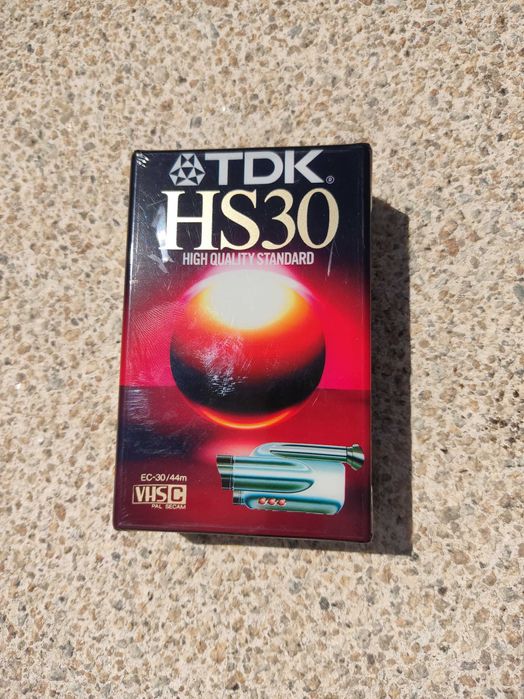 TDK®
HS30
HIGH QUALITY STANDARD
EC-30/44m
VHS C
PAL SECAM